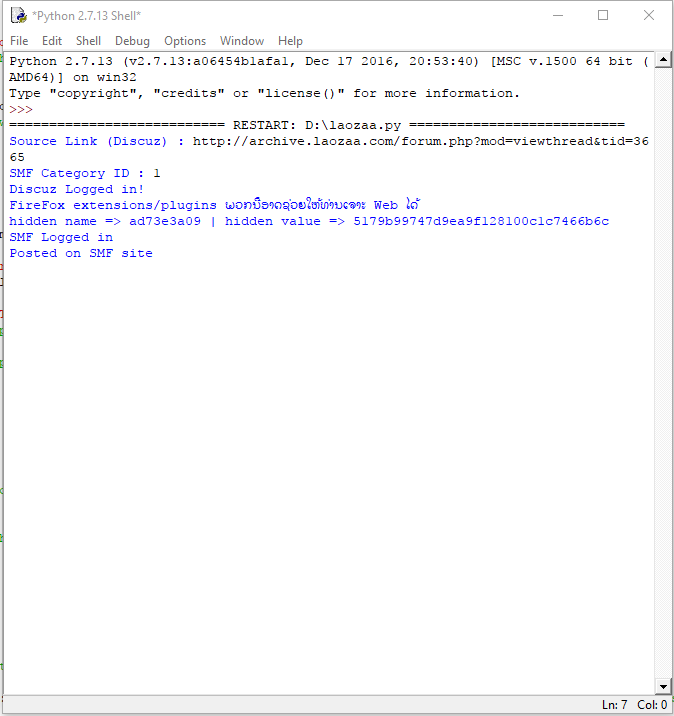 *Python 2.7.13 Shell*
File Edit Shell Debug Options Window Help
Python 2.7.13 (v2.7.13:a06454b1afa1, Dec 17 2016, 20:53:40) [MSC v.1500 64 bit (
AMD64)] on win32
Type "copyright", "credits" or "license()" for more information.
>>>
=========================== RESTART: D:\laozaa.py ===========================
Source Link (Discuz) : http://archive.laozaa.com/forum.php?mod=viewthread&tid=36
65
SMF Category ID : 1
Discuz Logged in!
FireFox extensions/plugins ພວກນີ້ອາດຊ່ວຍໃຫ້ທ່ານເຈາະ Web ໄດ້
hidden name => ad73e3a09 | hidden value => 5179b99747d9ea9f128100c1c7466b6c
SMF Logged in
Posted on SMF site
Ln: 7 Col: 0